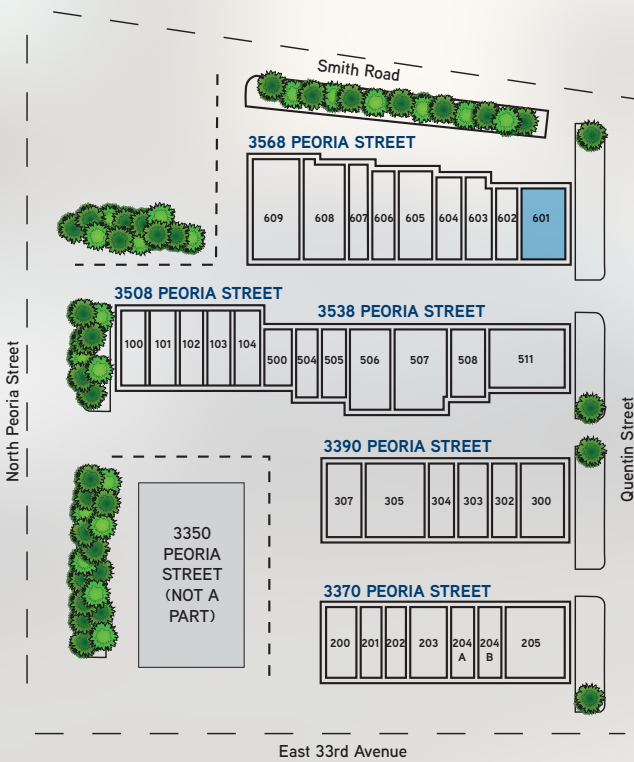 Smith Road
3568 PEORIA STREET
609 608 607 606 605 604 603 602 601
3508 PEORIA STREET
3538 PEORIA STREET
100 101 102 103 104 500 504 505 506 507 508 511
North Peoria Street
Quentin Street
3390 PEORIA STREET
307 305 304 303 302 300
3350
PEORIA
STREET
(NOT A
PART)
3370 PEORIA STREET
200 201 202 203 204 204 205
A B
East 33rd Avenue